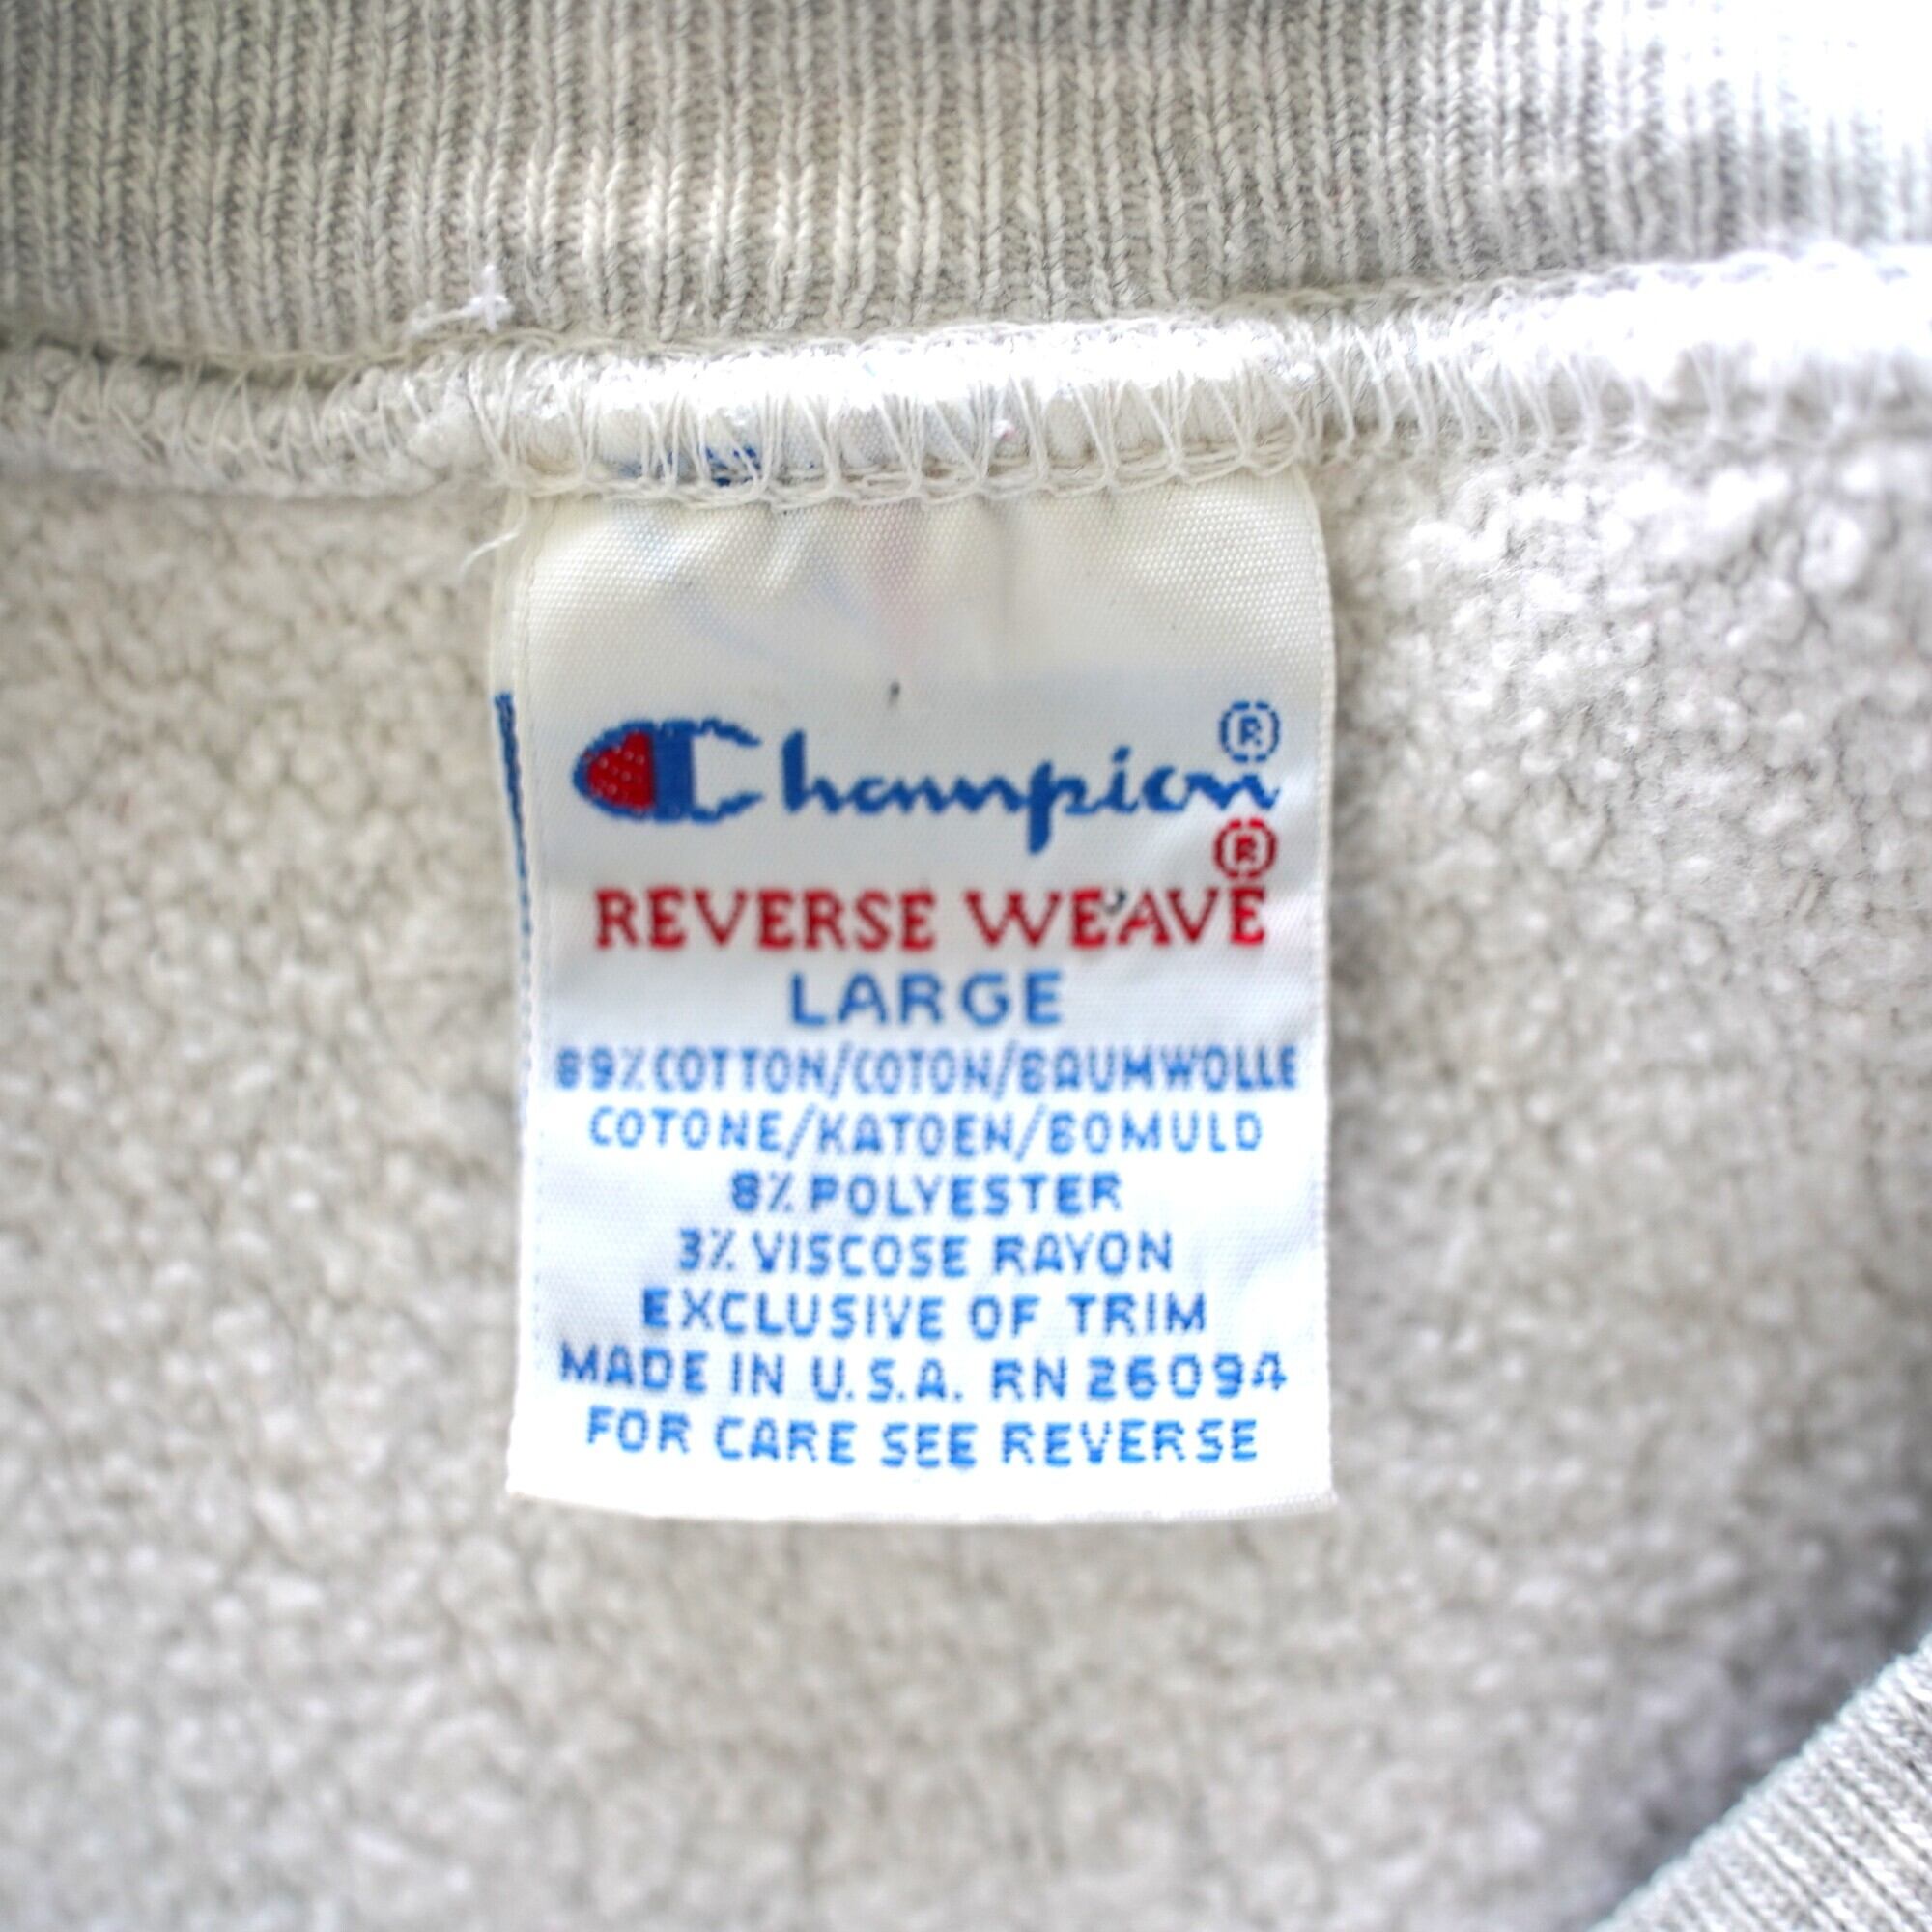 Champion®
®
REVERSE WEAVE
LARGE
89% COTTON/COTON/BAUMWOLLE
COTONE/KATOEN/BOMULD
8% POLYESTER
3% VISCOSE RAYON
EXCLUSIVE OF TRIM
MADE IN U.S.A. RN 26094
FOR CARE SEE REVERSE